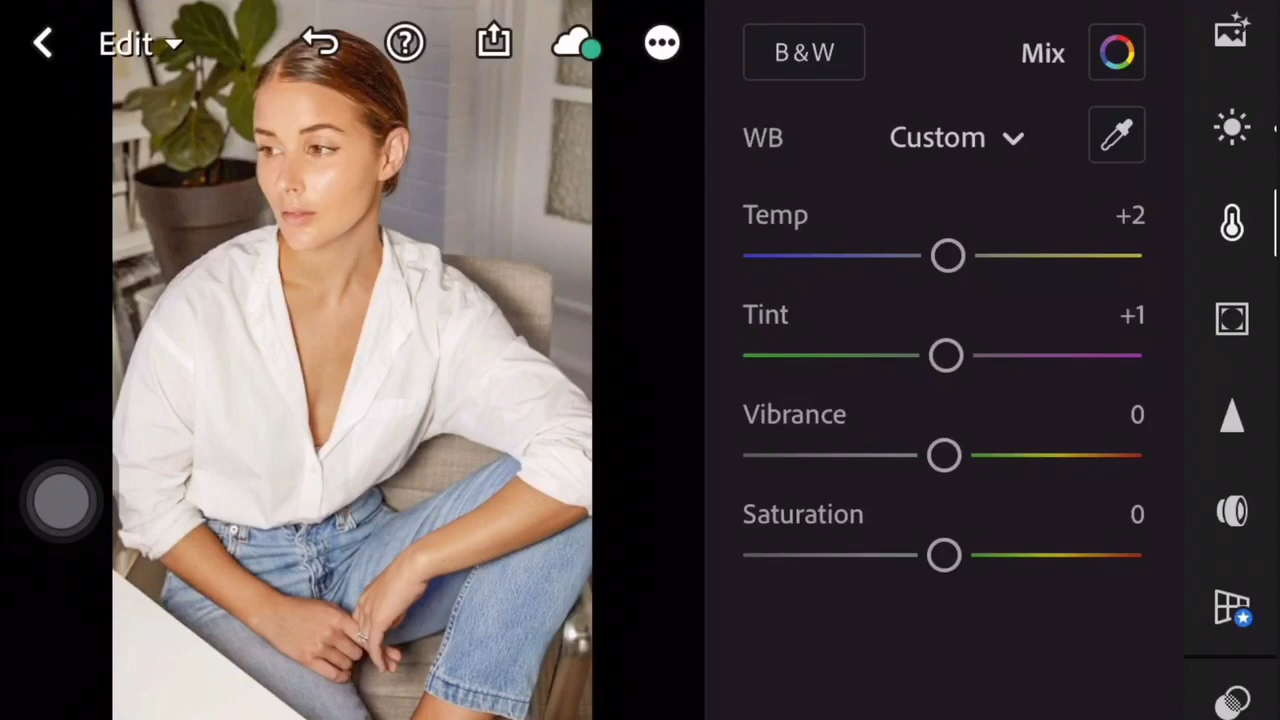 Edit
B&W
Mix
WB
Custom
Temp
+2
Tint
+1
Vibrance
0
Saturation
0